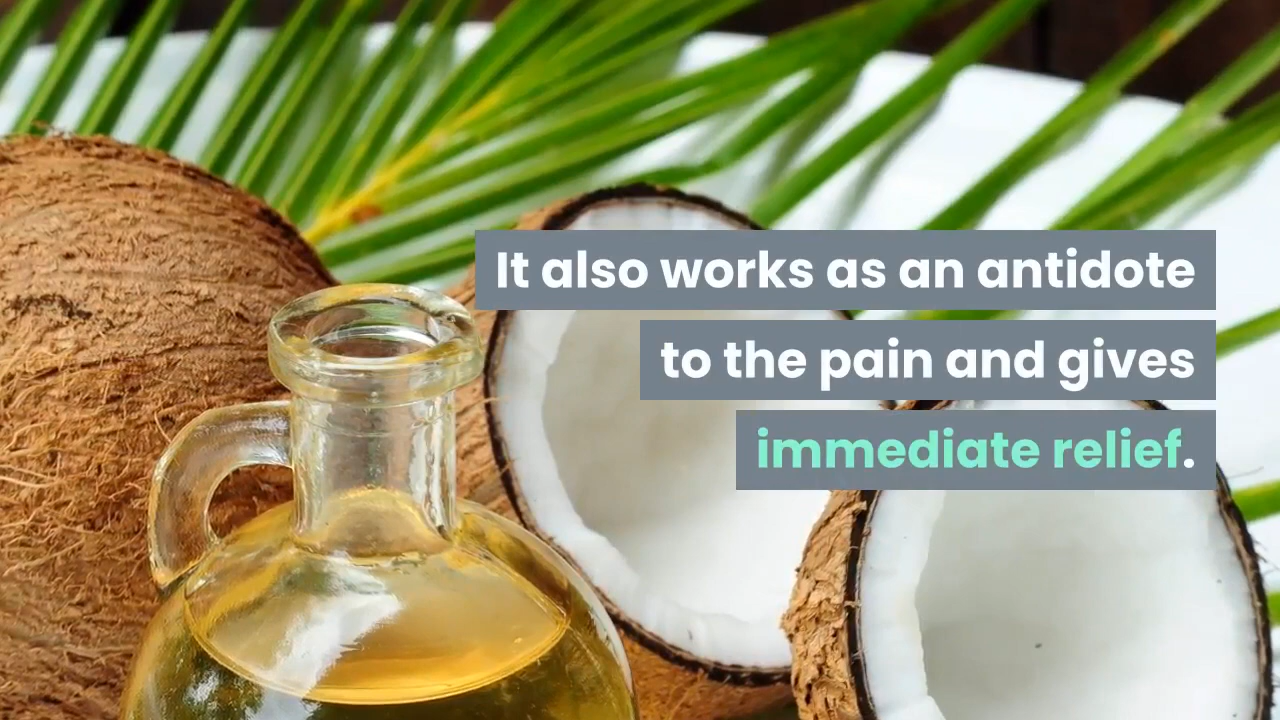 It also works as an antidote
to the pain and gives
immediate relief.